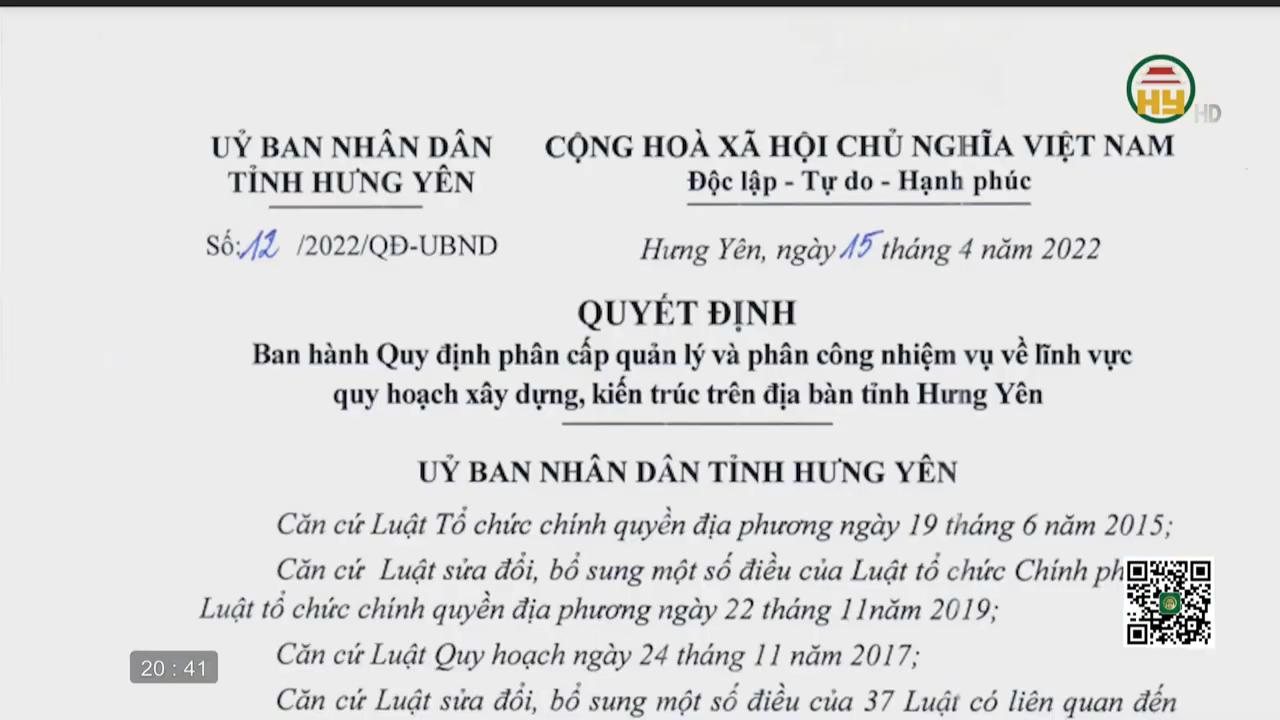 HY HD
UỶ BAN NHÂN DÂN
TỈNH HƯNG YÊN
CỘNG HOÀ XÃ HỘI CHỦ NGHĨA VIỆT NAM
Độc lập - Tự do - Hạnh phúc
Số:12 /2022/QĐ-UBND
Hưng Yên, ngày 15 tháng 4 năm 2022
QUYẾT ĐỊNH
Ban hành Quy định phân cấp quản lý và phân công nhiệm vụ về lĩnh vực
quy hoạch xây dựng, kiến trúc trên địa bàn tỉnh Hưng Yên
UỶ BAN NHÂN DÂN TỈNH HƯNG YÊN
Căn cứ Luật Tổ chức chính quyền địa phương ngày 19 tháng 6 năm 2015;
Căn cứ Luật sửa đổi, bổ sung một số điều của Luật tổ chức Chính
Luật tổ chức chính quyền địa phương ngày 22 tháng 11năm 2019;
Căn cứ Luật Quy hoạch ngày 24 tháng 11 năm 2017;
Căn cứ Luật sửa đổi, bổ sung một số điều của 37 Luật có liên quan đến
20 : 41